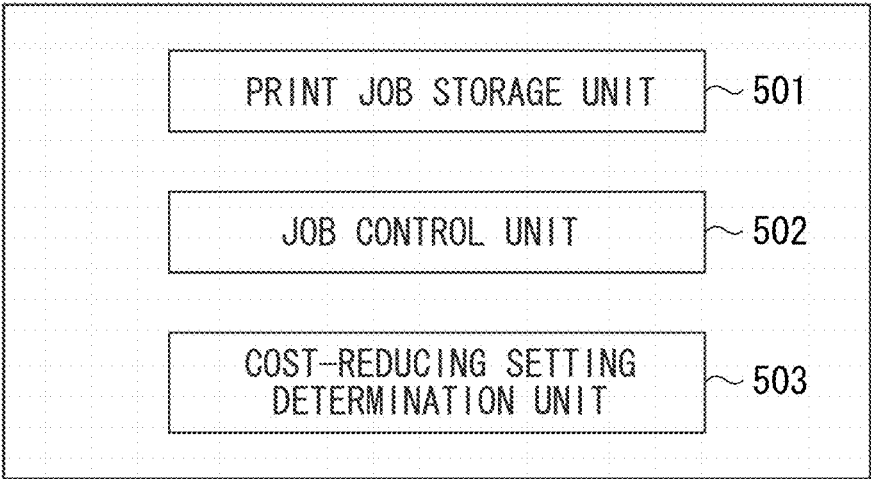 PRINT JOB STORAGE UNIT 501
JOB CONTROL UNIT 502
COST-REDUCING SETTING
DETERMINATION UNIT 503